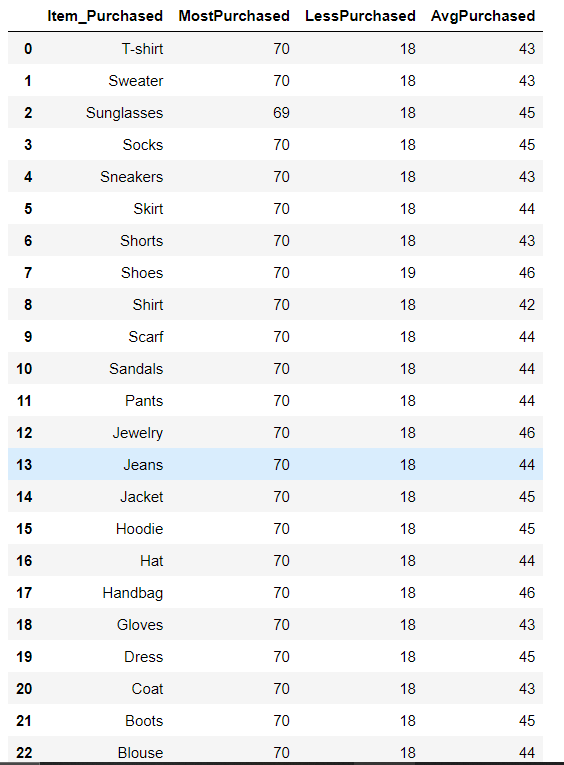 Item_Purchased MostPurchased LessPurchased AvgPurchased
0 T-shirt 70 18 43
1 Sweater 70 18 43
2 Sunglasses 69 18 45
3 Socks 70 18 45
4 Sneakers 70 18 43
5 Skirt 70 18 44
6 Shorts 70 18 43
7 Shoes 70 19 46
8 Shirt 70 18 42
9 Scarf 70 18 44
10 Sandals 70 18 44
11 Pants 70 18 44
12 Jewelry 70 18 46
13 Jeans 70 18 44
14 Jacket 70 18 45
15 Hoodie 70 18 45
16 Hat 70 18 44
17 Handbag 70 18 46
18 Gloves 70 18 43
19 Dress 70 18 45
20 Coat 70 18 43
21 Boots 70 18 45
22 Blouse 70 18 44